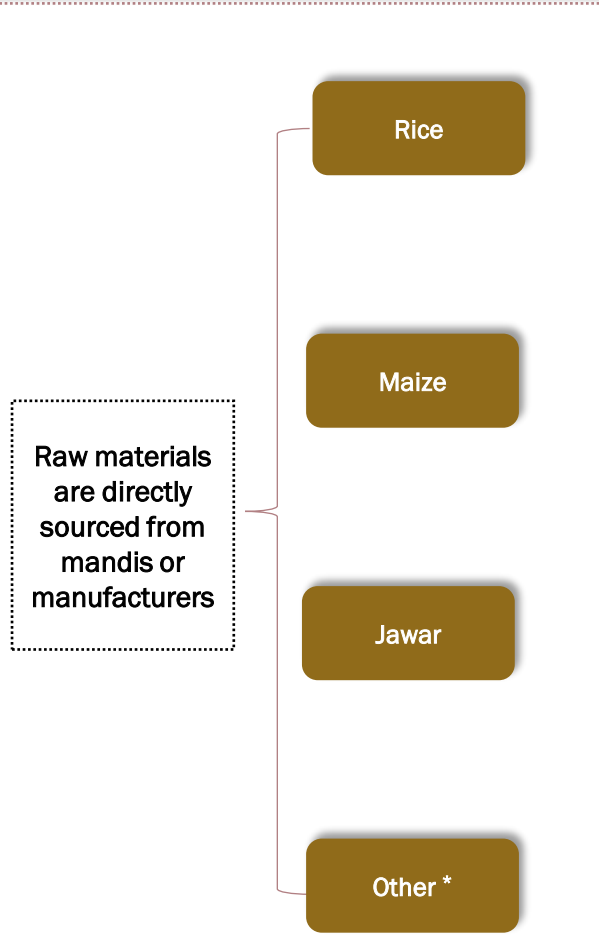 Rice
Maize
Raw materials
are directly
sourced from
mandis or
manufacturers
Jawar
Other *